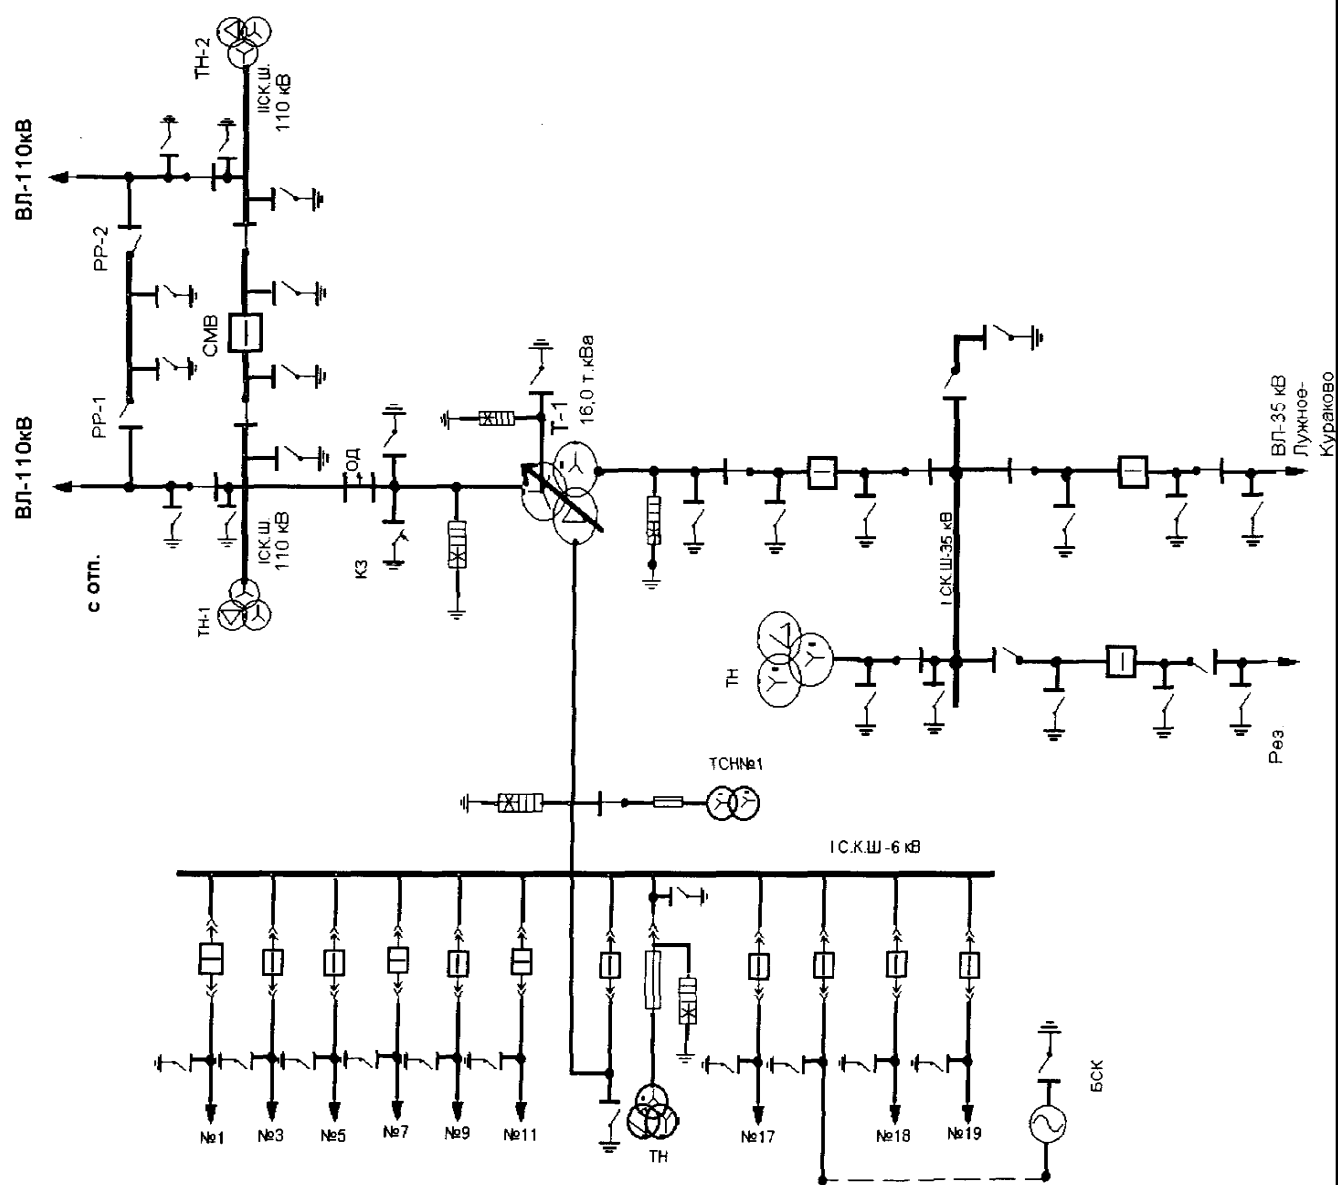 ТН-2
IIСК.Ш.
110 кВ
ВЛ-110кВ
РР-2
СМВ
РР-1
ВЛ-110кВ
с отп.
IСК.Ш.
110 кВ
ТН-1
ОД
КЗ
Т-1
16,0 т.кВа
I СК.Ш-35 кВ
ВЛ-35 кВ
Лужное-
Кураково
ТН
Рез.
ТСН№1
I С.К.Ш -6 кВ
№1
№3
№5
№7
№9
№11
ТН
№17
№18
№19
БСК